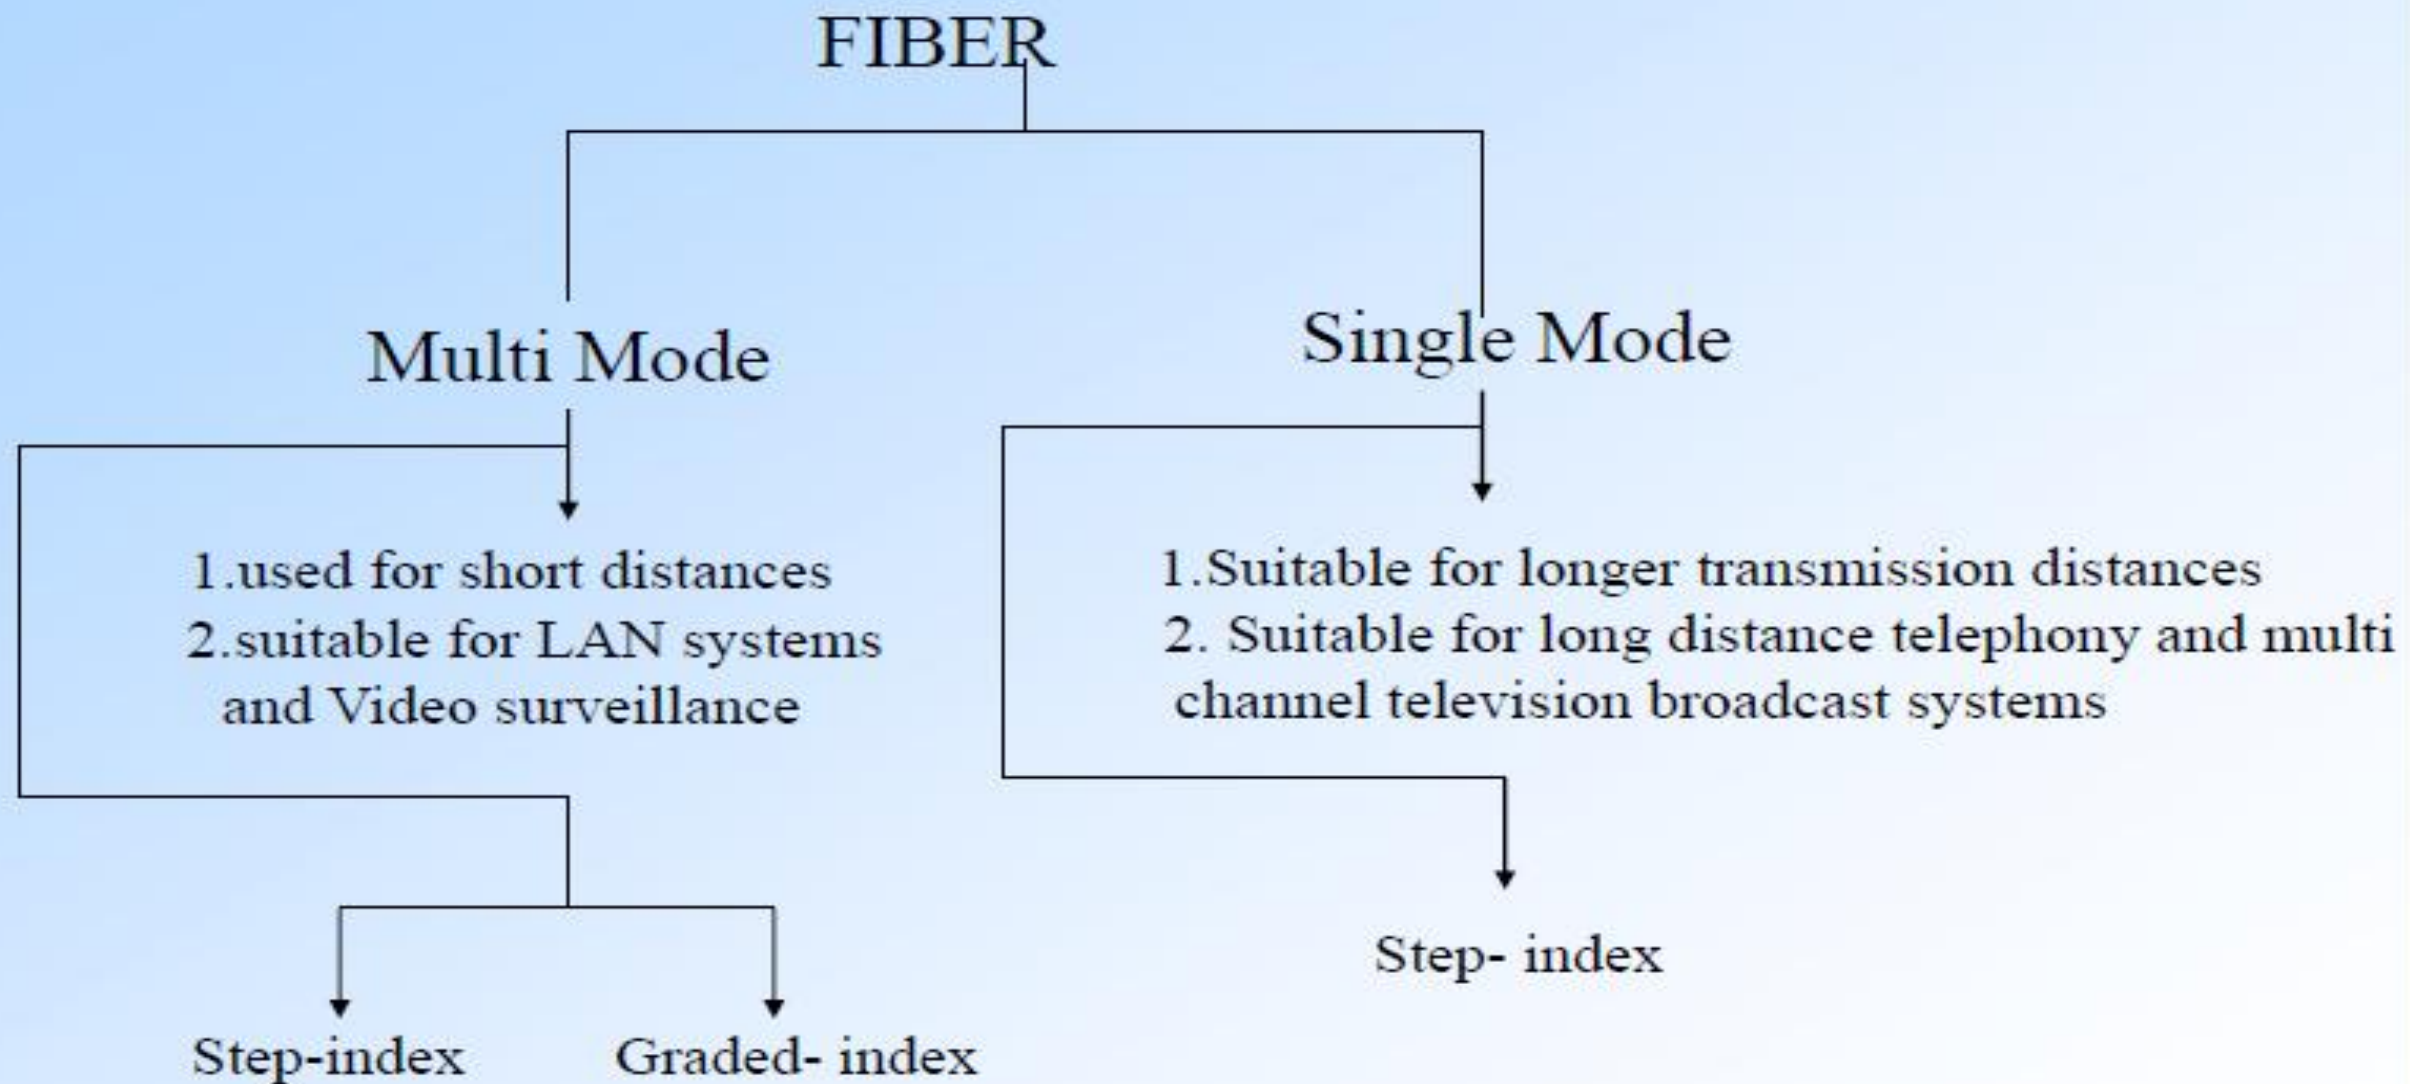 FIBER
Multi Mode
Single Mode
1.used for short distances
2.suitable for LAN systems
and Video surveillance
1.Suitable for longer transmission distances
2. Suitable for long distance telephony and multi
channel television broadcast systems
Step-index
Graded- index
Step- index